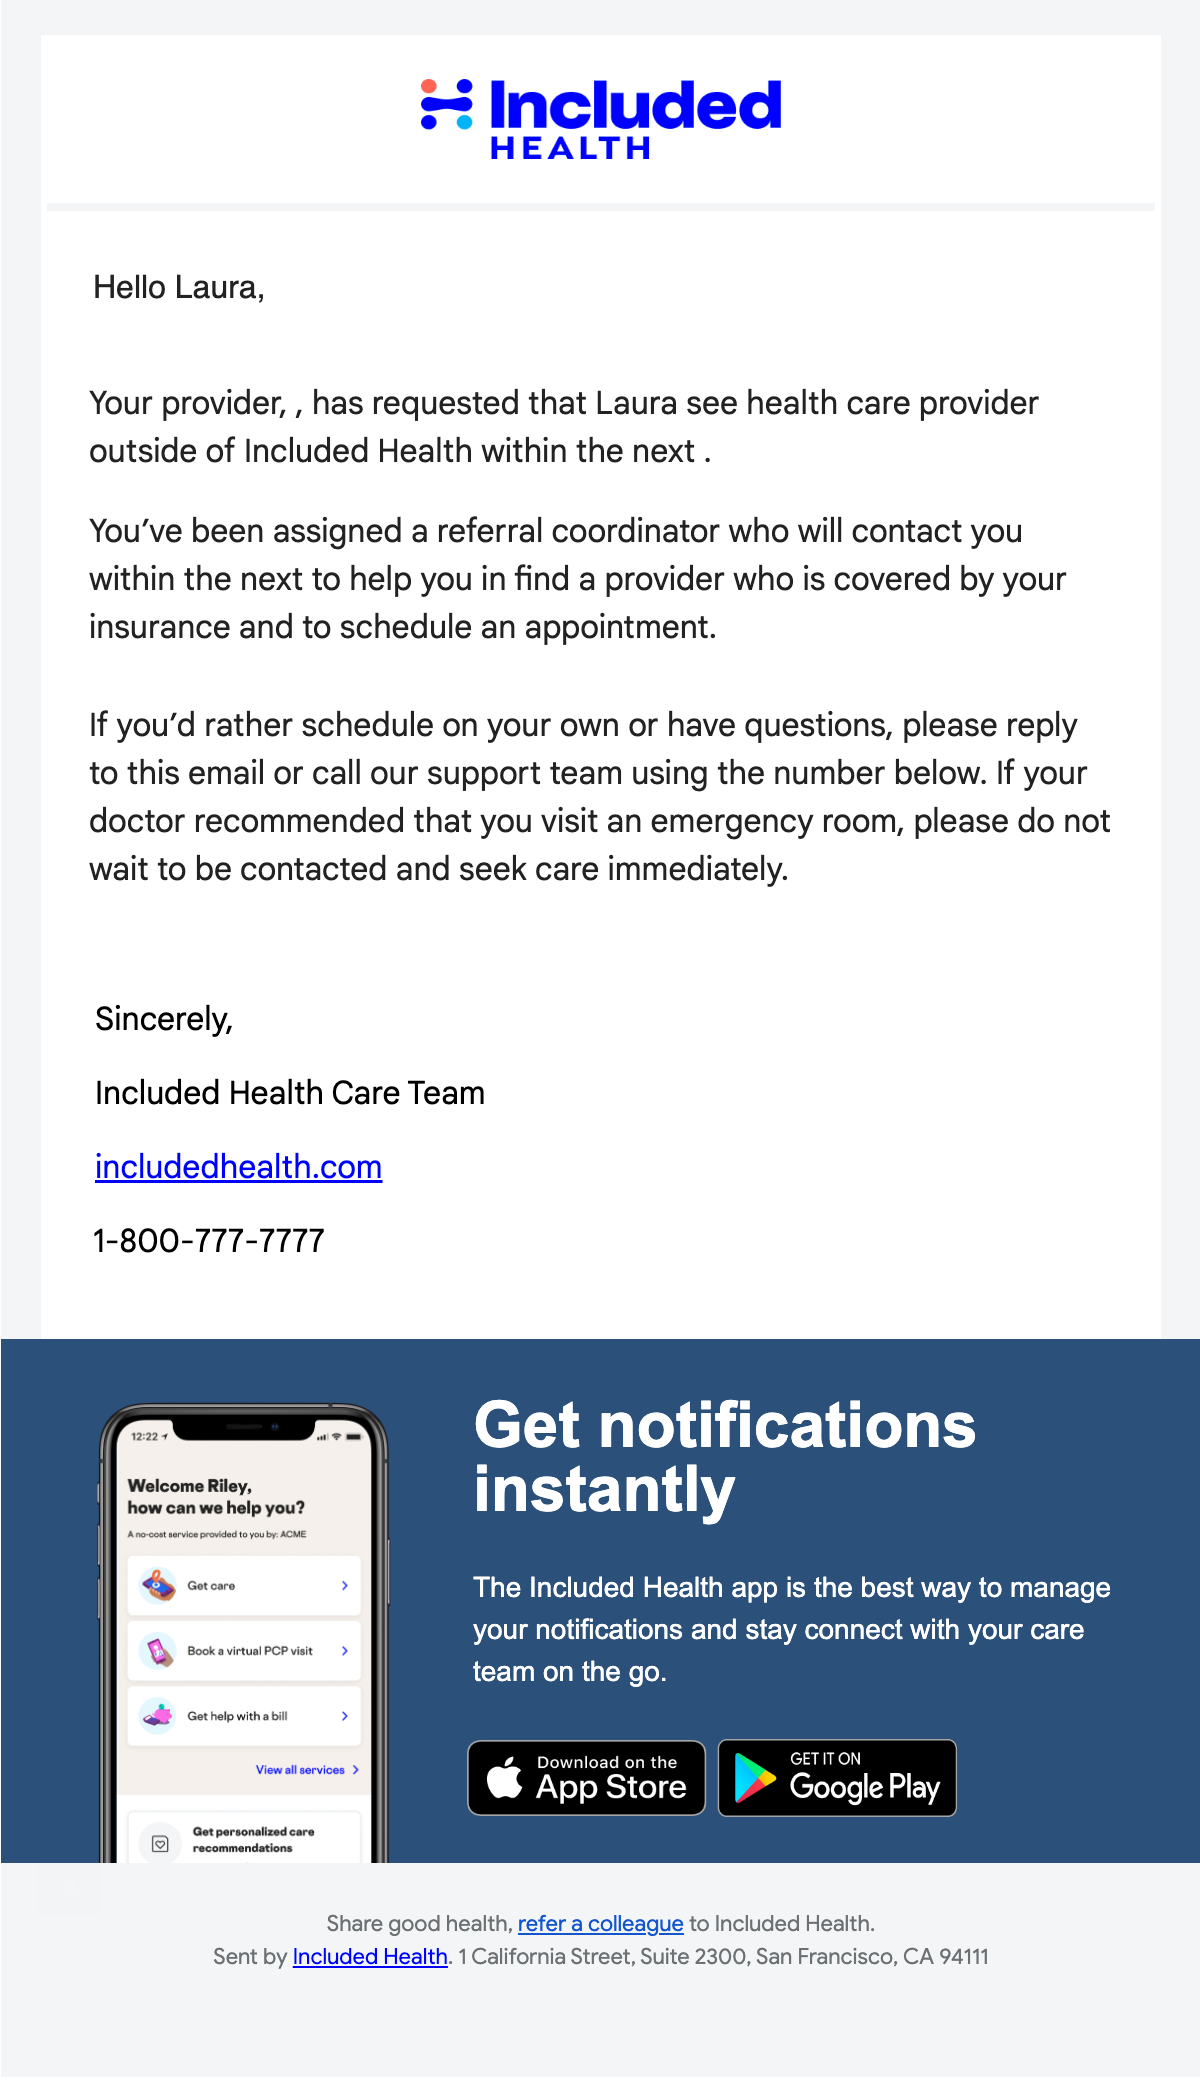 Included
HEALTH
Hello Laura,
Your provider, , has requested that Laura see health care provider
outside of Included Health within the next .
You’ve been assigned a referral coordinator who will contact you
within the next to help you in find a provider who is covered by your
insurance and to schedule an appointment.
If you’d rather schedule on your own or have questions, please reply
to this email or call our support team using the number below. If your
doctor recommended that you visit an emergency room, please do not
wait to be contacted and seek care immediately.
Sincerely,
Included Health Care Team
includedhealth.com
1-800-777-7777
12:22
Welcome Riley,
how can we help you?
A no-cost service provided to you by: ACME
Get care
Book a virtual PCP visit
Get help with a bill
View all services
Get personalized care
recommendations
Get notifications
instantly
The Included Health app is the best way to manage
your notifications and stay connect with your care
team on the go.
Download on the
App Store
GET IT ON
Google Play
Share good health, refer a colleague to Included Health.
Sent by Included Health. 1 California Street, Suite 2300, San Francisco, CA 94111